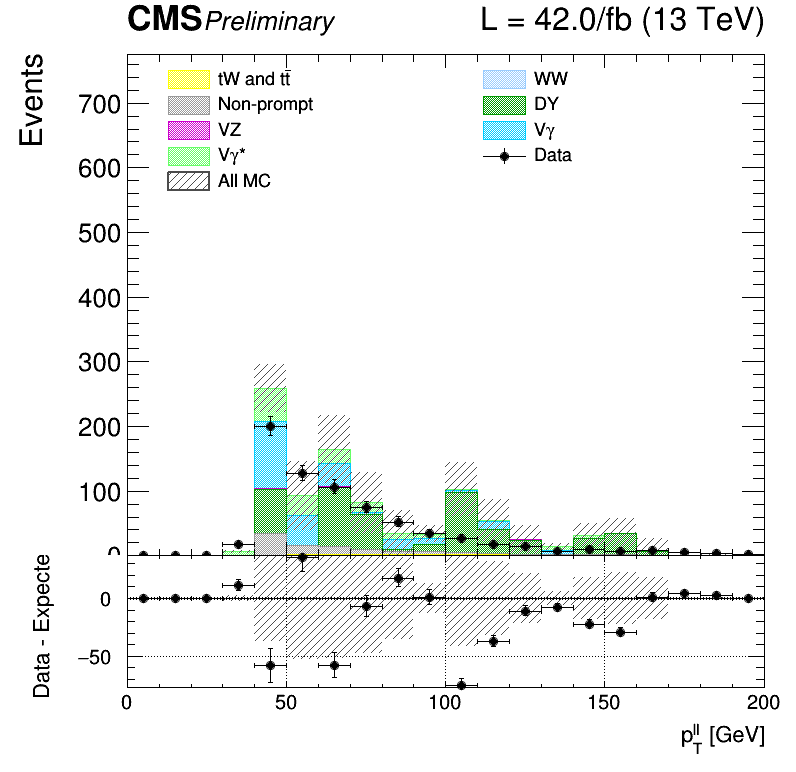 CMS Preliminary L = 42.0/fb (13 TeV)
Events
700
600
500
400
300
200
100
0
tW and tt̄
Non-prompt
VZ
Vγ*
All MC
WW
DY
Vγ
Data
Data - Expecte
0
−50
0 50 100 150 200
p_T^ll [GeV]